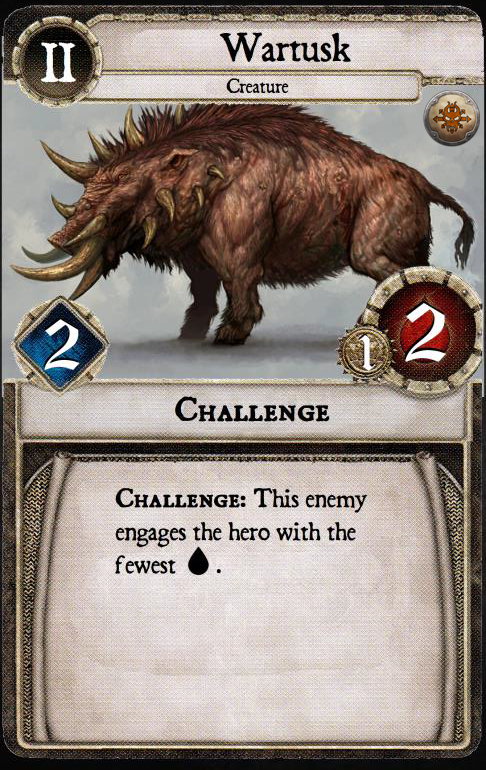 II
Wartusk
Creature
2
1
2
CHALLENGE
CHALLENGE: This enemy
engages the hero with the
fewest .